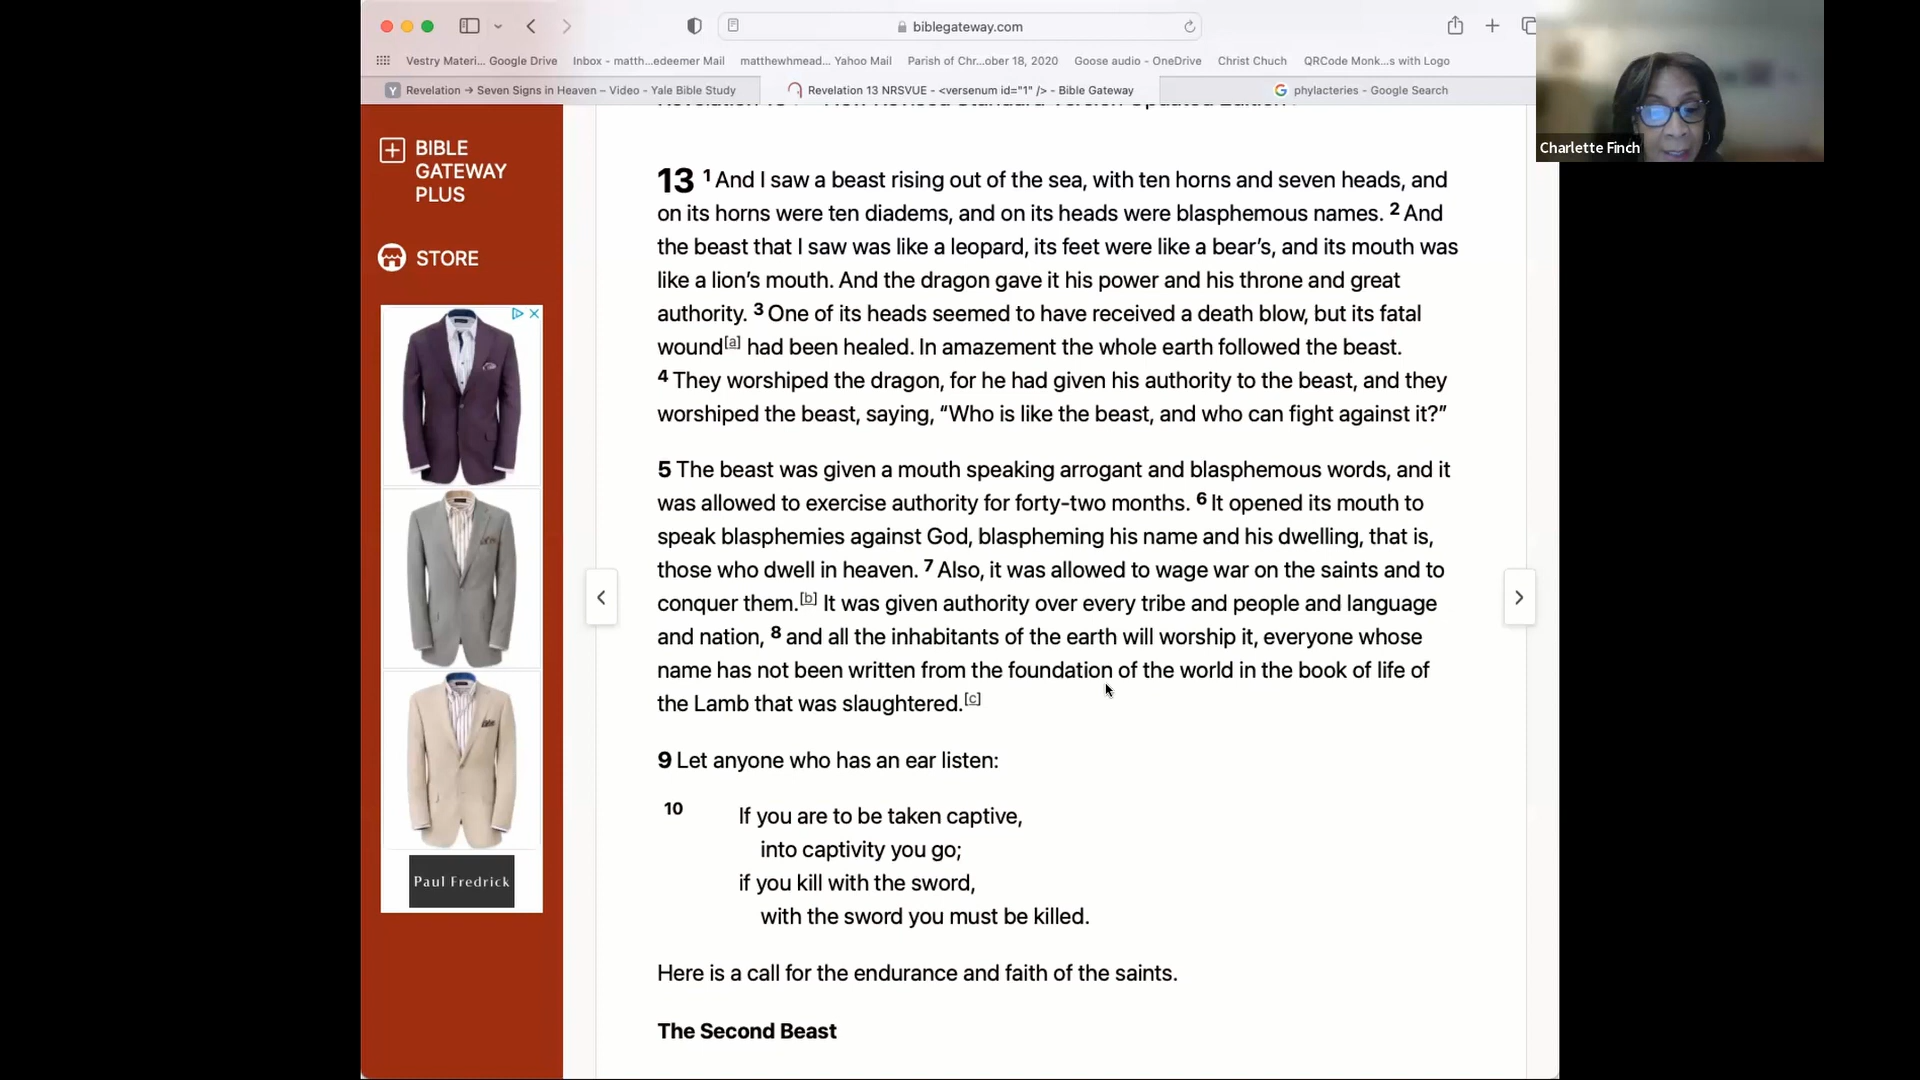 biblegateway.com
Vestry Materi... Google Drive
Inbox - matth...edeemer Mail
matthewhmead... Yahoo Mail
Parish of Chr...ober 18, 2020
Goose audio - OneDrive
Christ Chuch
QRCode Monk...s with Logo
Revelation → Seven Signs in Heaven – Video - Yale Bible Study
Revelation 13 NRSVUE - <versenum id="1" /> - Bible Gateway
phylacteries - Google Search
Charlette Finch
BIBLE
GATEWAY
PLUS
STORE
Paul Fredrick
13 1 And I saw a beast rising out of the sea, with ten horns and seven heads, and
on its horns were ten diadems, and on its heads were blasphemous names. 2 And
the beast that I saw was like a leopard, its feet were like a bear’s, and its mouth was
like a lion’s mouth. And the dragon gave it his power and his throne and great
authority. 3 One of its heads seemed to have received a death blow, but its fatal
wound[a] had been healed. In amazement the whole earth followed the beast.
4 They worshiped the dragon, for he had given his authority to the beast, and they
worshiped the beast, saying, “Who is like the beast, and who can fight against it?”
5 The beast was given a mouth speaking arrogant and blasphemous words, and it
was allowed to exercise authority for forty-two months. 6 It opened its mouth to
speak blasphemies against God, blaspheming his name and his dwelling, that is,
those who dwell in heaven. 7 Also, it was allowed to wage war on the saints and to
conquer them.[b] It was given authority over every tribe and people and language
and nation, 8 and all the inhabitants of the earth will worship it, everyone whose
name has not been written from the foundation of the world in the book of life of
the Lamb that was slaughtered.[c]
9 Let anyone who has an ear listen:
10 If you are to be taken captive,
into captivity you go;
if you kill with the sword,
with the sword you must be killed.
Here is a call for the endurance and faith of the saints.
The Second Beast